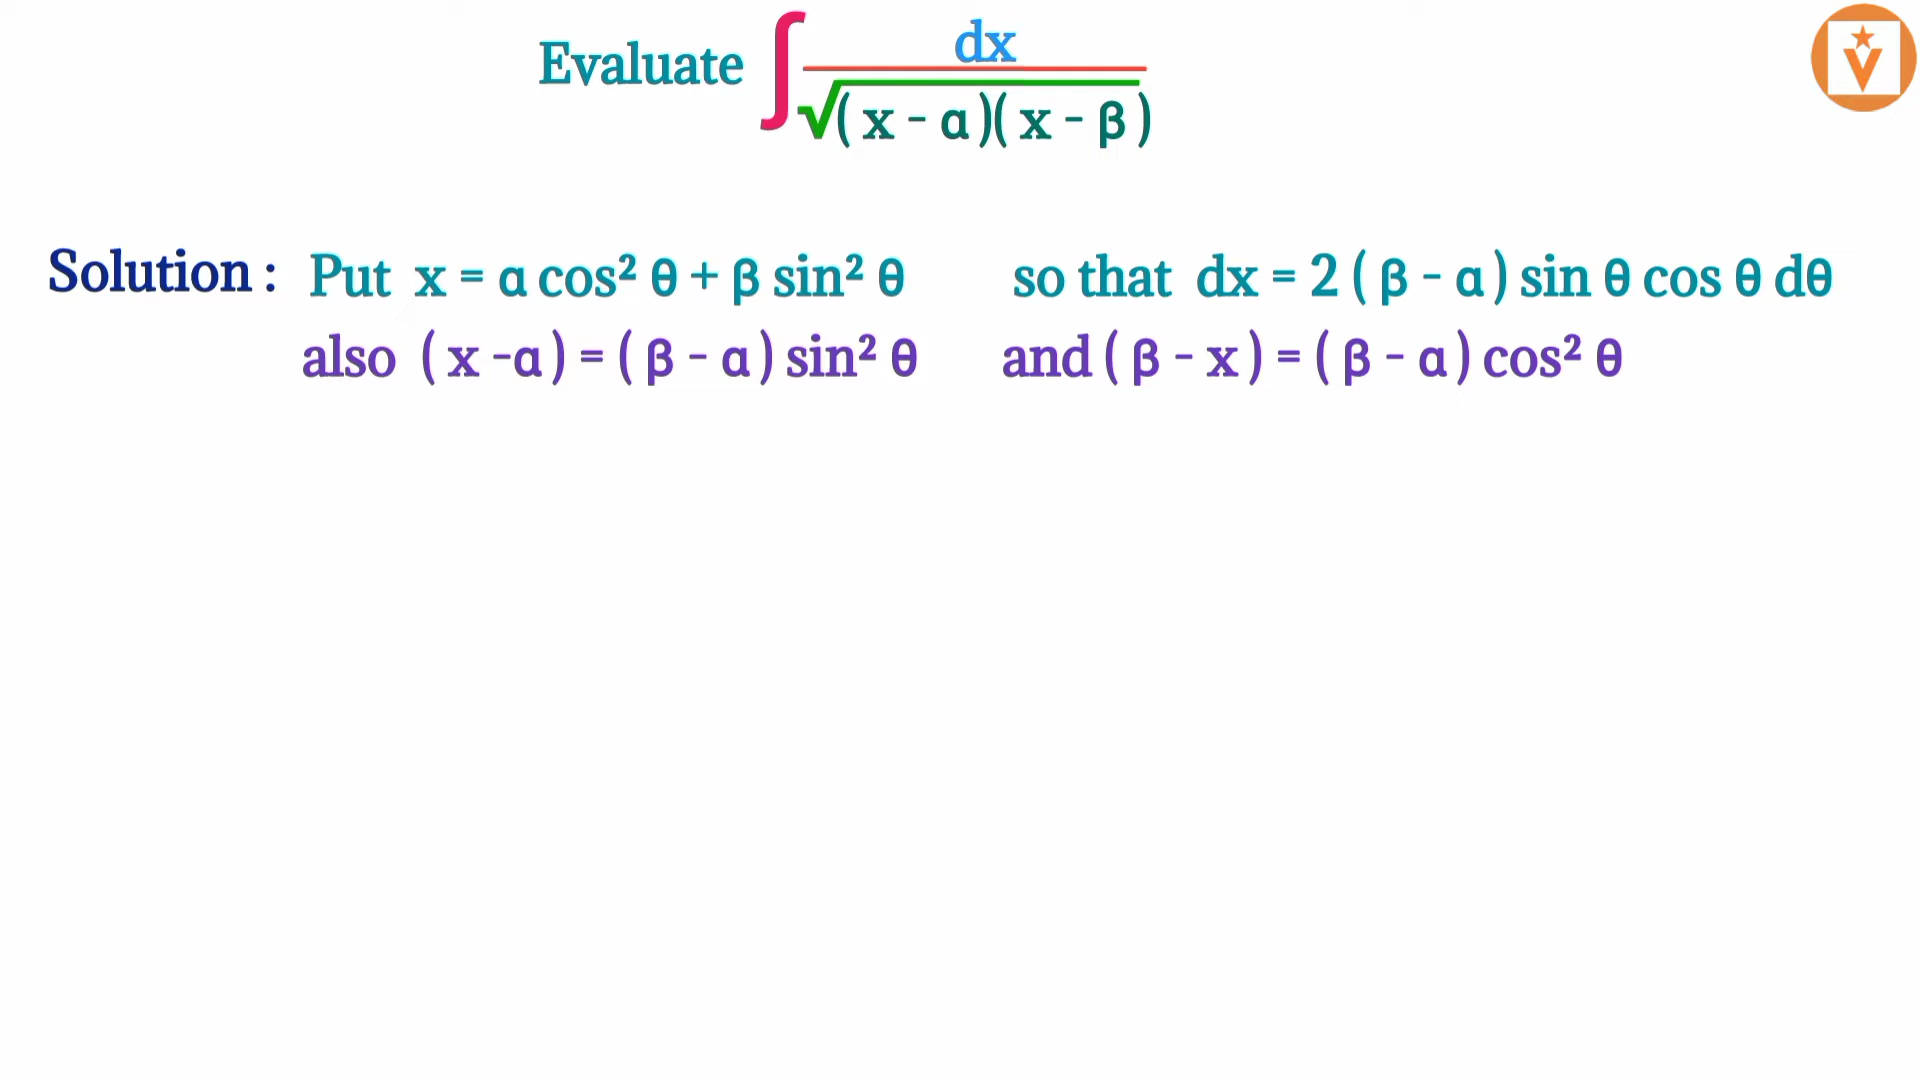 Evaluate ∫ dx
√( x - α )( x - β )
Solution : Put x = α cos² θ + β sin² θ so that dx = 2 ( β - α ) sin θ cos θ dθ
also ( x -α ) = ( β - α ) sin² θ and ( β - x ) = ( β - α ) cos² θ